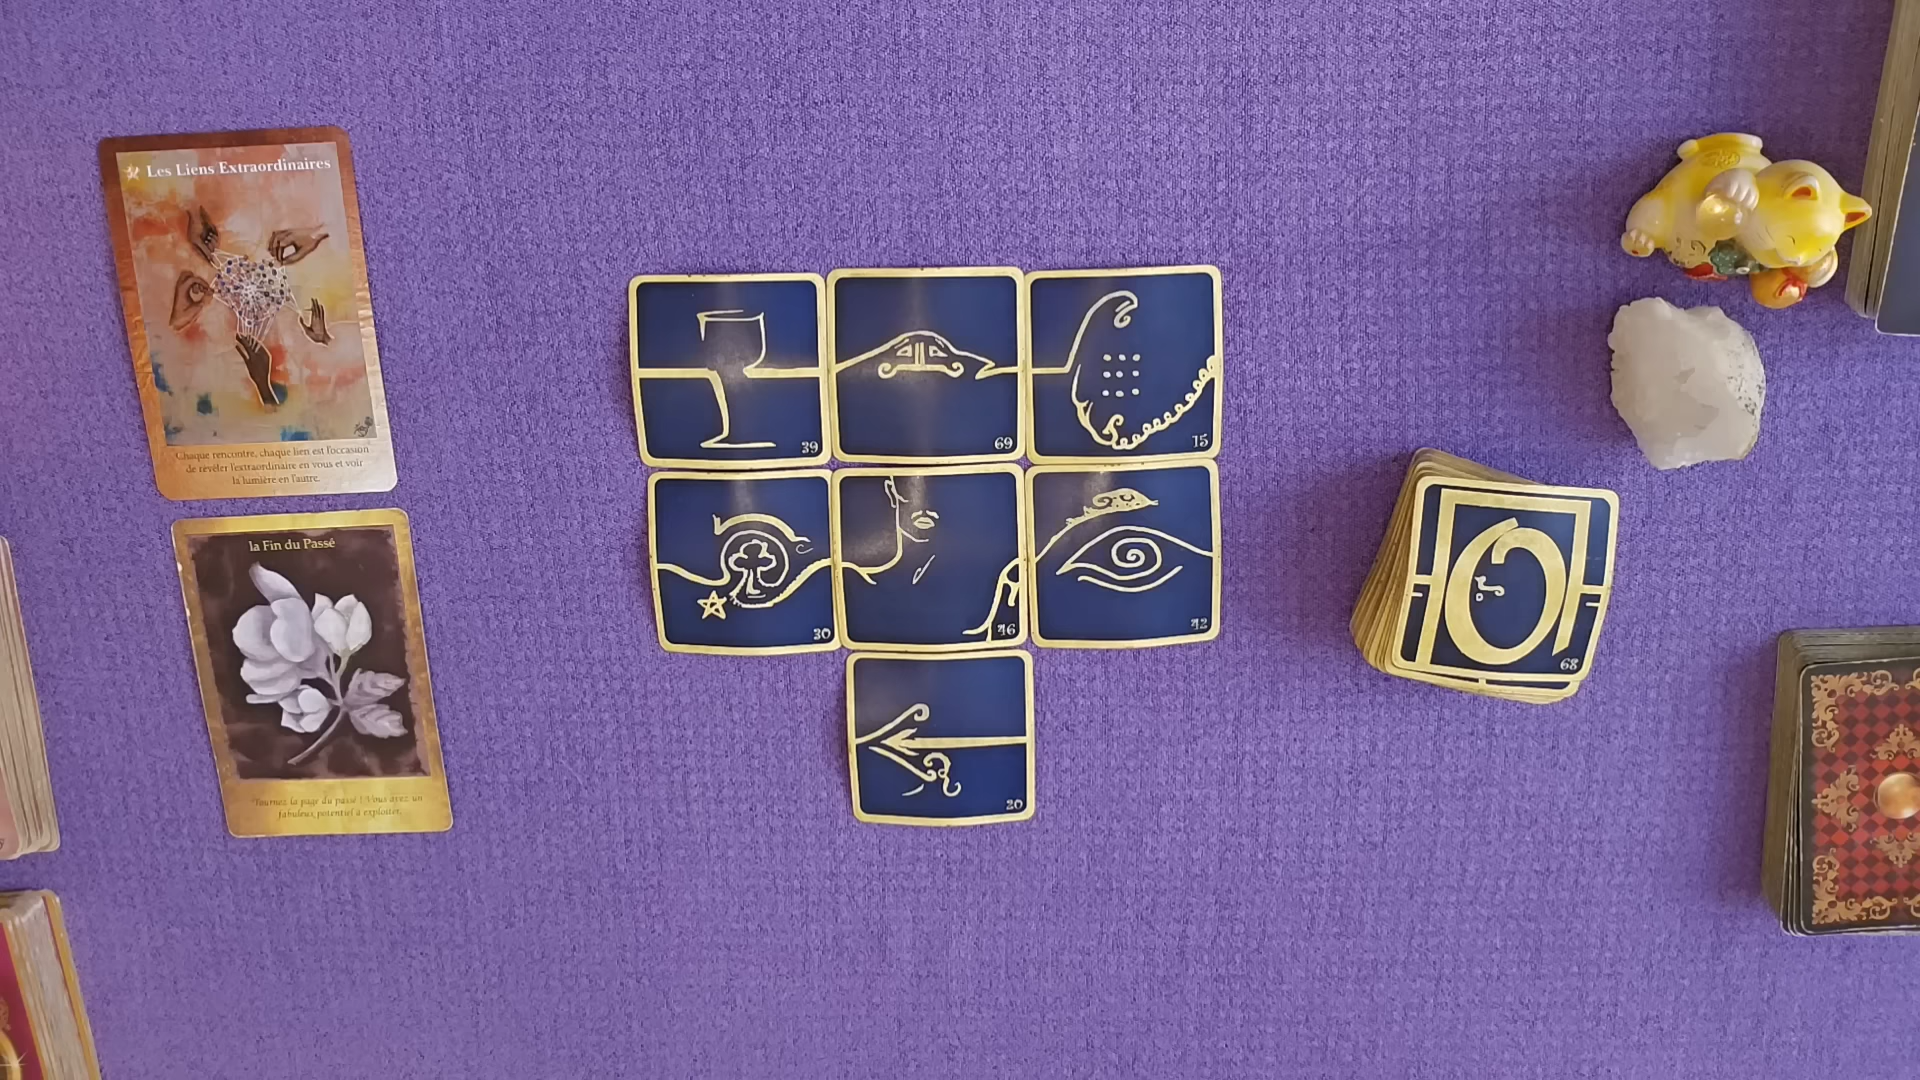 Les Liens Extraordinaires
Chaque rencontre, chaque lien est l'occasion
de révéler l'extraordinaire en vous et voir
la lumière en l'autre.
la Fin du Passé
Tournez la page du passé ! Vous avez un
fabuleux potentiel à exploiter.
39
69
15
30
46
42
20
68